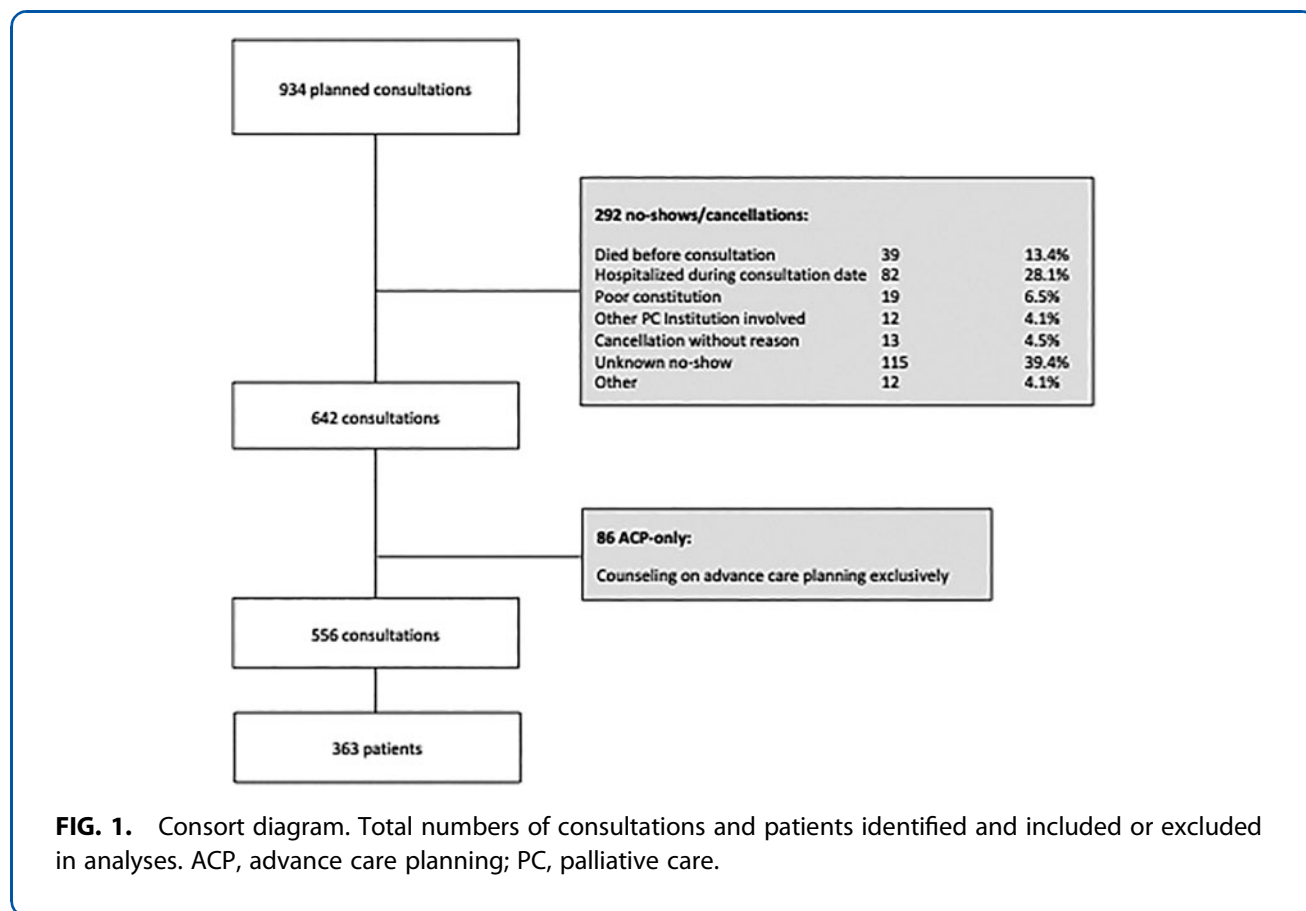 934 planned consultations
292 no-shows/cancellations:
Died before consultation 39 13.4%
Hospitalized during consultation date 82 28.1%
Poor constitution 19 6.5%
Other PC Institution involved 12 4.1%
Cancellation without reason 13 4.5%
Unknown no-show 115 39.4%
Other 12 4.1%
642 consultations
86 ACP-only:
Counseling on advance care planning exclusively
556 consultations
363 patients
FIG. 1. Consort diagram. Total numbers of consultations and patients identified and included or excluded
in analyses. ACP, advance care planning; PC, palliative care.